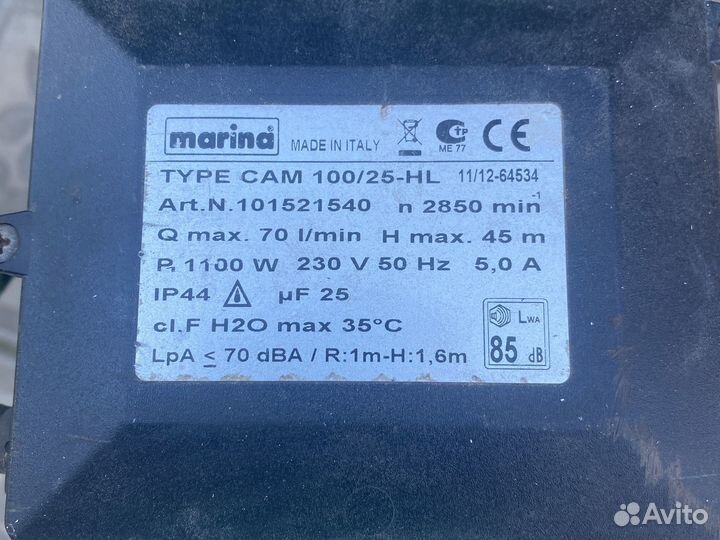 marina® MADE IN ITALY CE
ME 77
TYPE CAM 100/25-HL 11/12-64534
Art.N.101521540 n 2850 min-1
Q max. 70 l/min H max. 45 m
P1 1100 W 230 V 50 Hz 5,0 A
IP44 µF 25
cl.F H2O max 35°C
LpA ≤ 70 dBA / R:1m-H:1,6m
LWA
85 dB
Avito